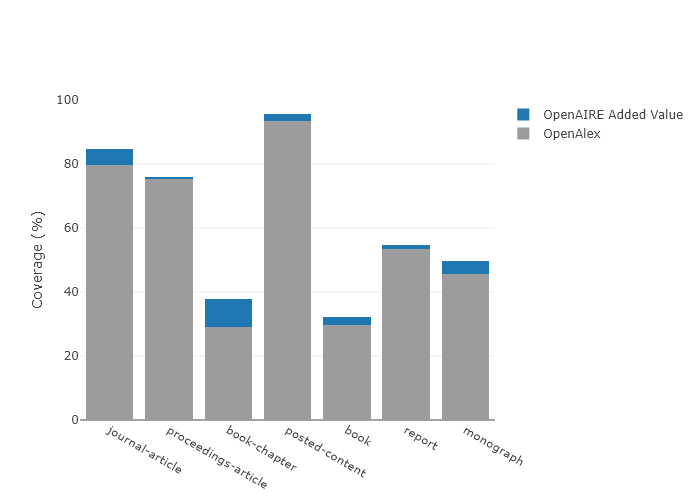 100
80
60
40
20
0
Coverage (%)
journal-article
proceedings-article
book-chapter
posted-content
book
report
monograph
OpenAIRE Added Value
OpenAlex